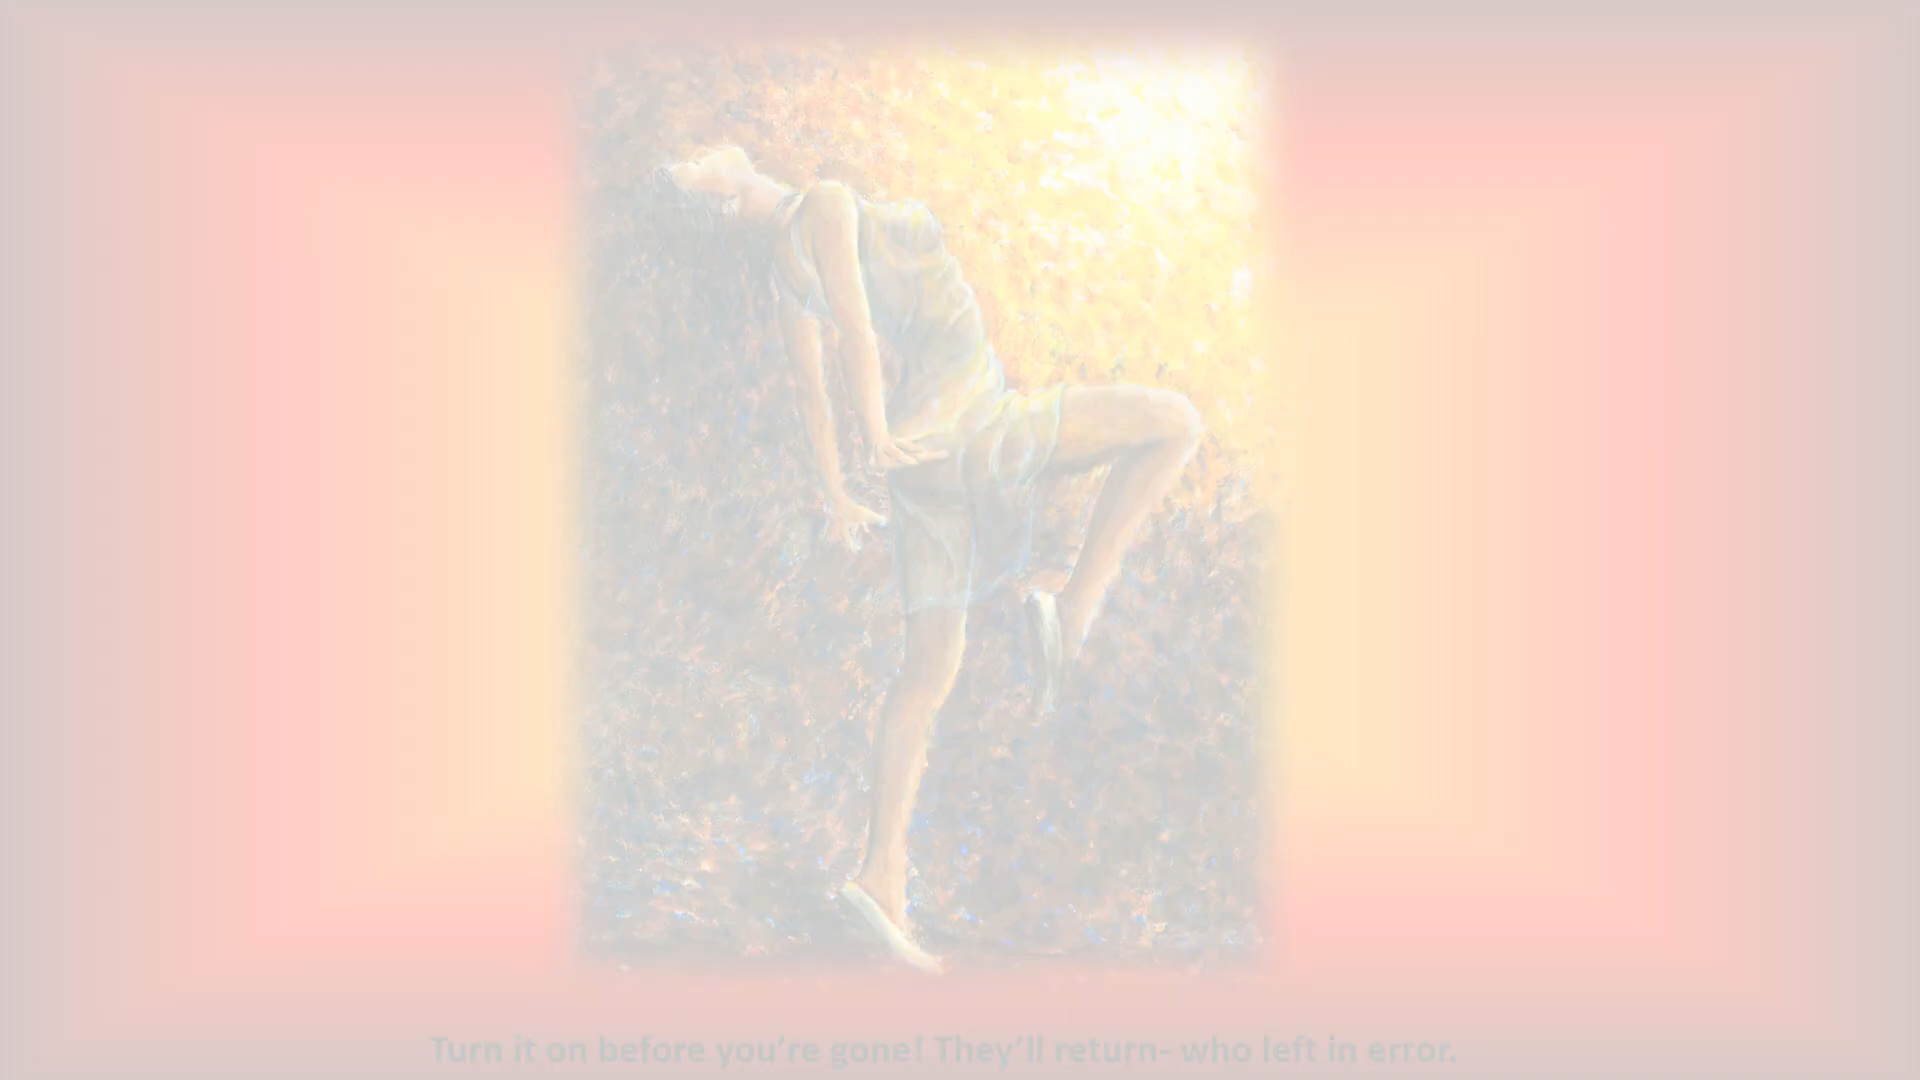 Turn it on before you’re gone! They’ll return- who left in error.